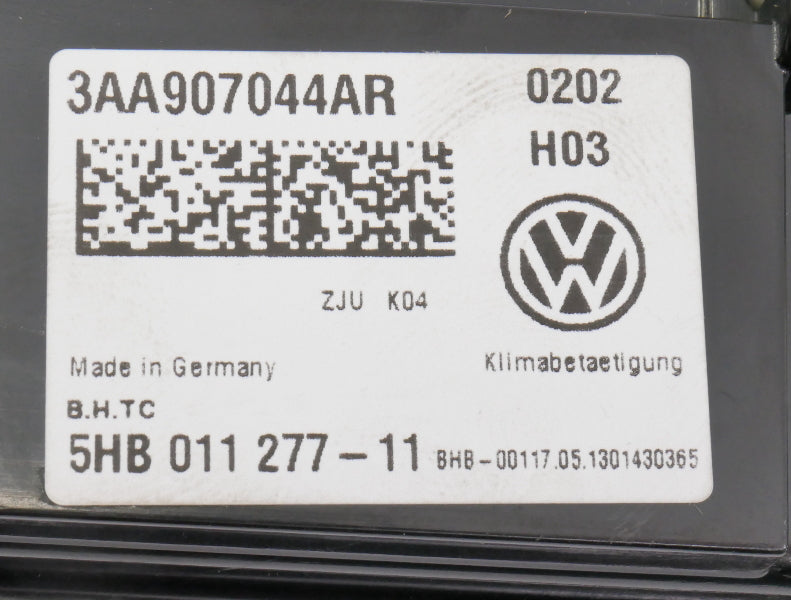 3AA907044AR 0202
H03
ZJU K04
Made in Germany Klimabetaetigung
B.H.TC
5HB 011 277-11 BHB-00117.05.1301430365